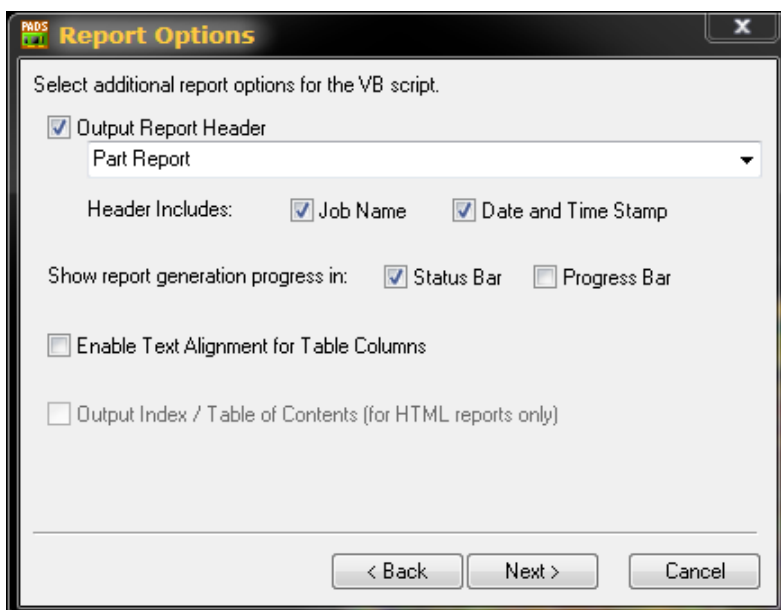 PADS
Report Options
x
Select additional report options for the VB script.
Output Report Header
Part Report
Header Includes: Job Name Date and Time Stamp
Show report generation progress in: Status Bar Progress Bar
Enable Text Alignment for Table Columns
Output Index / Table of Contents (for HTML reports only)
< Back Next > Cancel